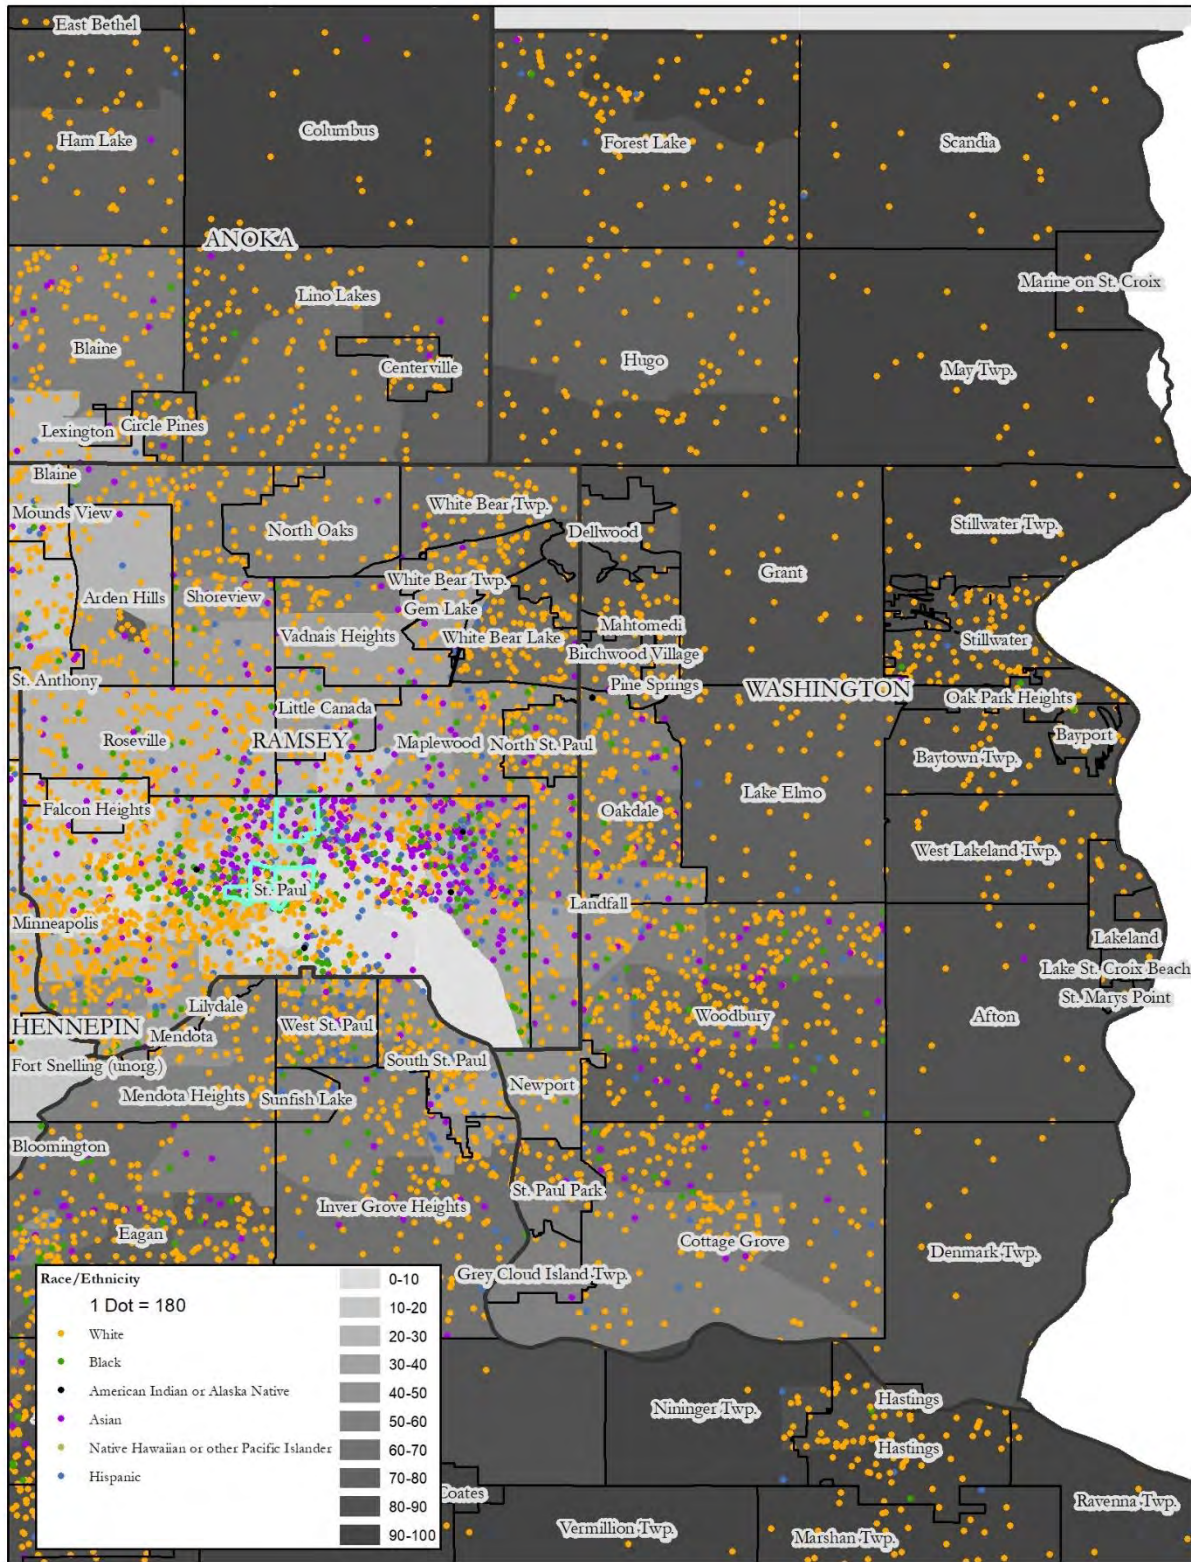 East Bethel
Ham Lake
Columbus
Forest Lake
Scandia
ANOKA
Marine on St. Croix
Lino Lakes
Blaine
Centerville
Hugo
May Twp.
Lexington
Circle Pines
Blaine
Mounds View
North Oaks
White Bear Twp.
Dellwood
Stillwater Twp.
Grant
White Bear Twp.
Arden Hills
Shoreview
Gem Lake
Vadnais Heights
White Bear Lake
Mahtomedi
Stillwater
Birchwood Village
St. Anthony
Pine Springs
WASHINGTON
Oak Park Heights
Little Canada
Roseville
RAMSEY
Maplewood
North St. Paul
Bayport
Baytown Twp.
Falcon Heights
Oakdale
Lake Elmo
West Lakeland Twp.
St. Paul
Landfall
Minneapolis
Lakeland
Lake St. Croix Beach
St. Marys Point
Lilydale
Woodbury
Afton
HENNEPIN
Mendota
West St. Paul
South St. Paul
Fort Snelling (unorg.)
Newport
Mendota Heights
Sunfish Lake
Bloomington
St. Paul Park
Inver Grove Heights
Eagan
Cottage Grove
Denmark Twp.
Grey Cloud Island Twp.
Race/Ethnicity
1 Dot = 180
White
Black
American Indian or Alaska Native
Asian
Native Hawaiian or other Pacific Islander
Hispanic
0-10
10-20
20-30
30-40
40-50
50-60
60-70
70-80
80-90
90-100
Nininger Twp.
Hastings
Hastings
Coates
Vermillion Twp.
Marshan Twp.
Ravenna Twp.